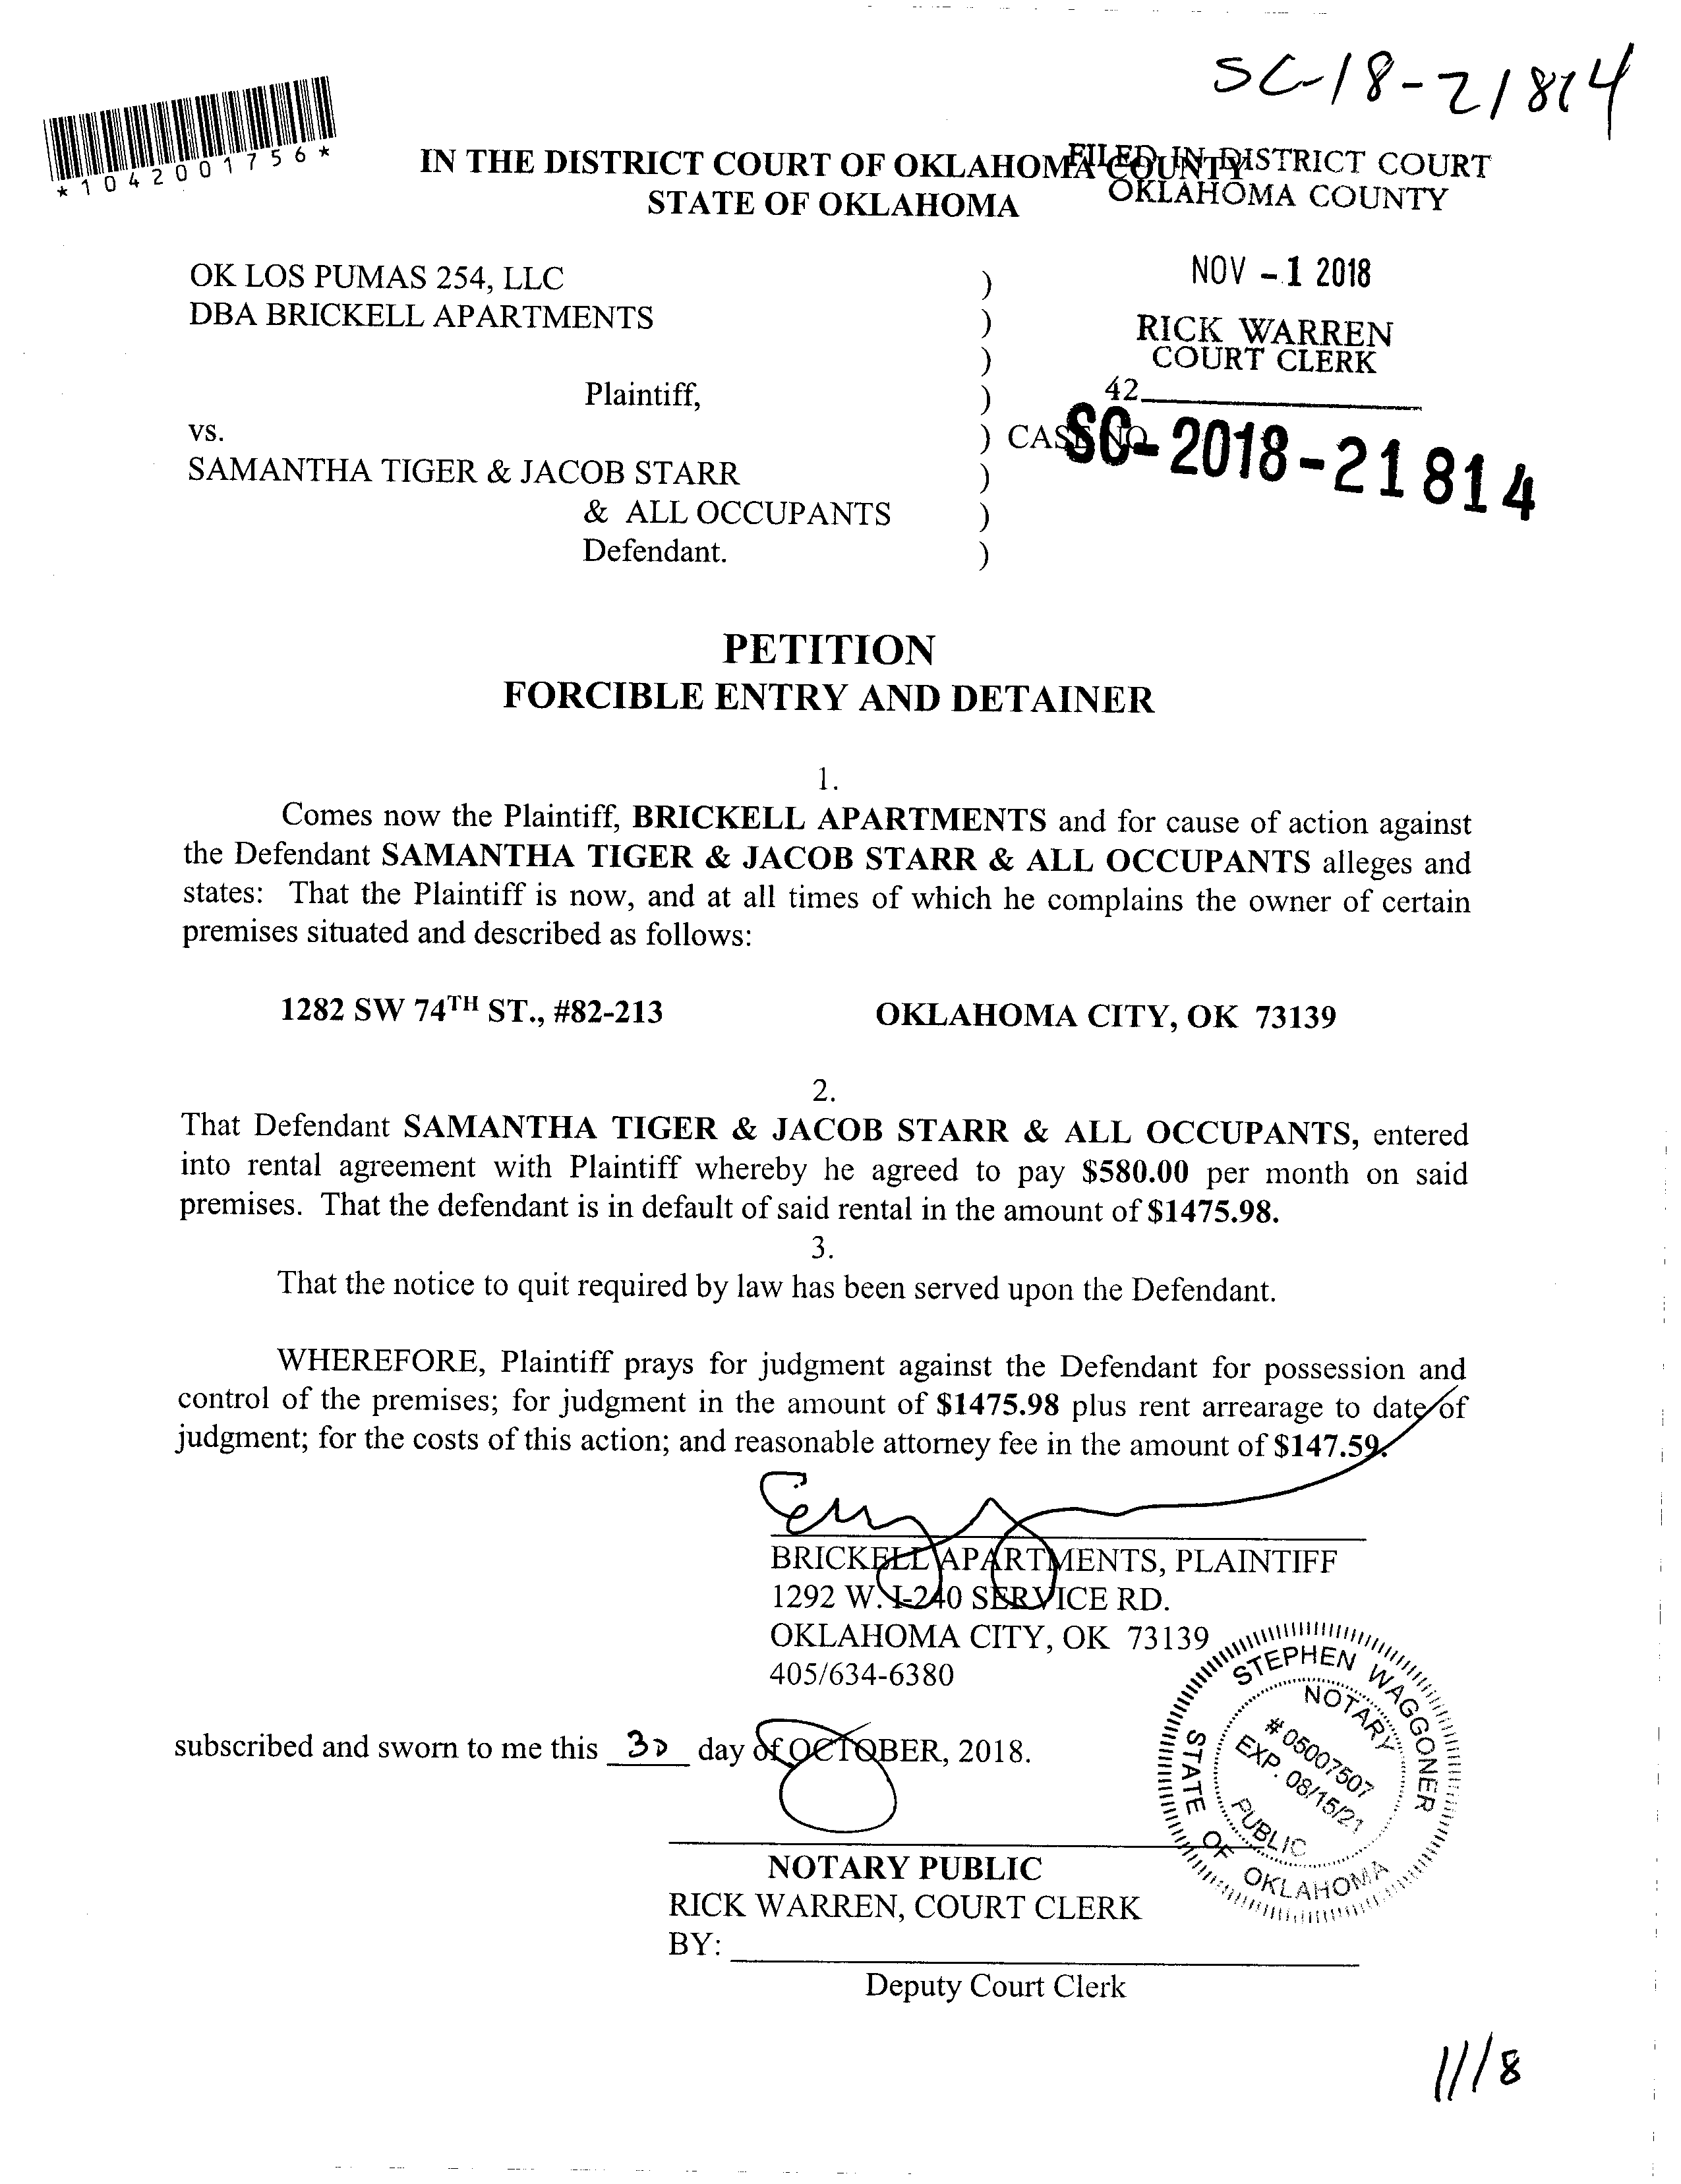 SC-18-21814
*1042001756*
IN THE DISTRICT COURT OF OKLAHOMA COUNTY
STATE OF OKLAHOMA
FILED IN DISTRICT COURT
OKLAHOMA COUNTY
NOV -1 2018
RICK WARREN
COURT CLERK
42
OK LOS PUMAS 254, LLC )
DBA BRICKELL APARTMENTS )
)
Plaintiff, )
vs. ) CASE NO.
SC-2018-21814
SAMANTHA TIGER & JACOB STARR )
& ALL OCCUPANTS )
Defendant. )
PETITION
FORCIBLE ENTRY AND DETAINER
1.
Comes now the Plaintiff, BRICKELL APARTMENTS and for cause of action against
the Defendant SAMANTHA TIGER & JACOB STARR & ALL OCCUPANTS alleges and
states: That the Plaintiff is now, and at all times of which he complains the owner of certain
premises situated and described as follows:
1282 SW 74TH ST., #82-213 OKLAHOMA CITY, OK 73139
2.
That Defendant SAMANTHA TIGER & JACOB STARR & ALL OCCUPANTS, entered
into rental agreement with Plaintiff whereby he agreed to pay $580.00 per month on said
premises. That the defendant is in default of said rental in the amount of $1475.98.
3.
That the notice to quit required by law has been served upon the Defendant.
WHEREFORE, Plaintiff prays for judgment against the Defendant for possession and
control of the premises; for judgment in the amount of $1475.98 plus rent arrearage to date of
judgment; for the costs of this action; and reasonable attorney fee in the amount of $147.59.
BRICKELL APARTMENTS, PLAINTIFF
1292 W. I-240 SERVICE RD.
OKLAHOMA CITY, OK 73139
405/634-6380
subscribed and sworn to me this 30 day of OCTOBER, 2018.
STEPHEN WAGGONER
NOTARY
# 05007507
EXP. 08/15/21
PUBLIC
STATE OF OKLAHOMA
NOTARY PUBLIC
RICK WARREN, COURT CLERK
BY:
Deputy Court Clerk
11/8